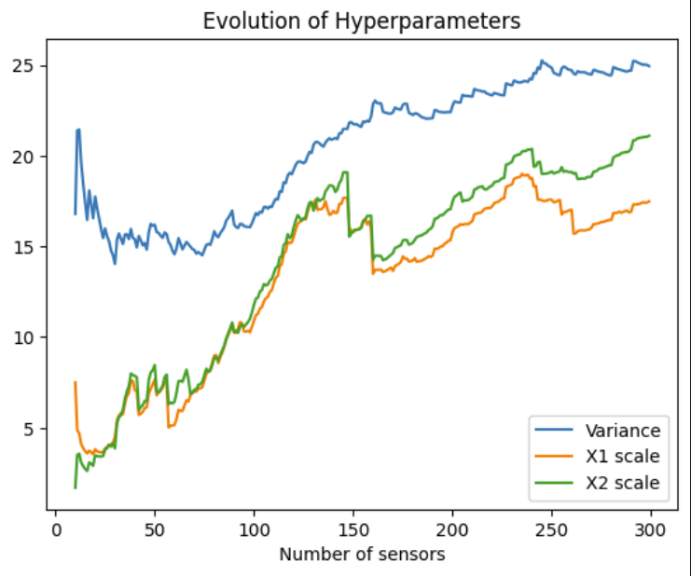 Evolution of Hyperparameters
25
20
15
10
5
Variance
X1 scale
X2 scale
0 50 100 150 200 250 300
Number of sensors